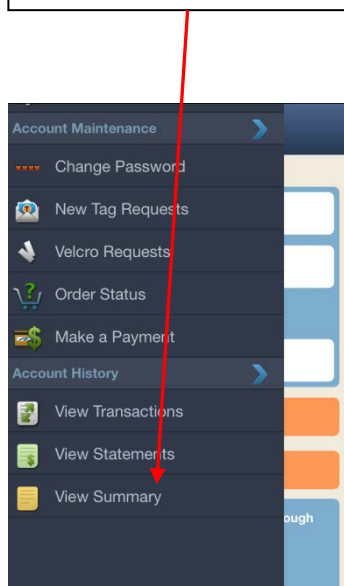 Account Maintenance
Change Password
New Tag Requests
Velcro Requests
Order Status
Make a Payment
Account History
View Transactions
View Statements
View Summary
ough